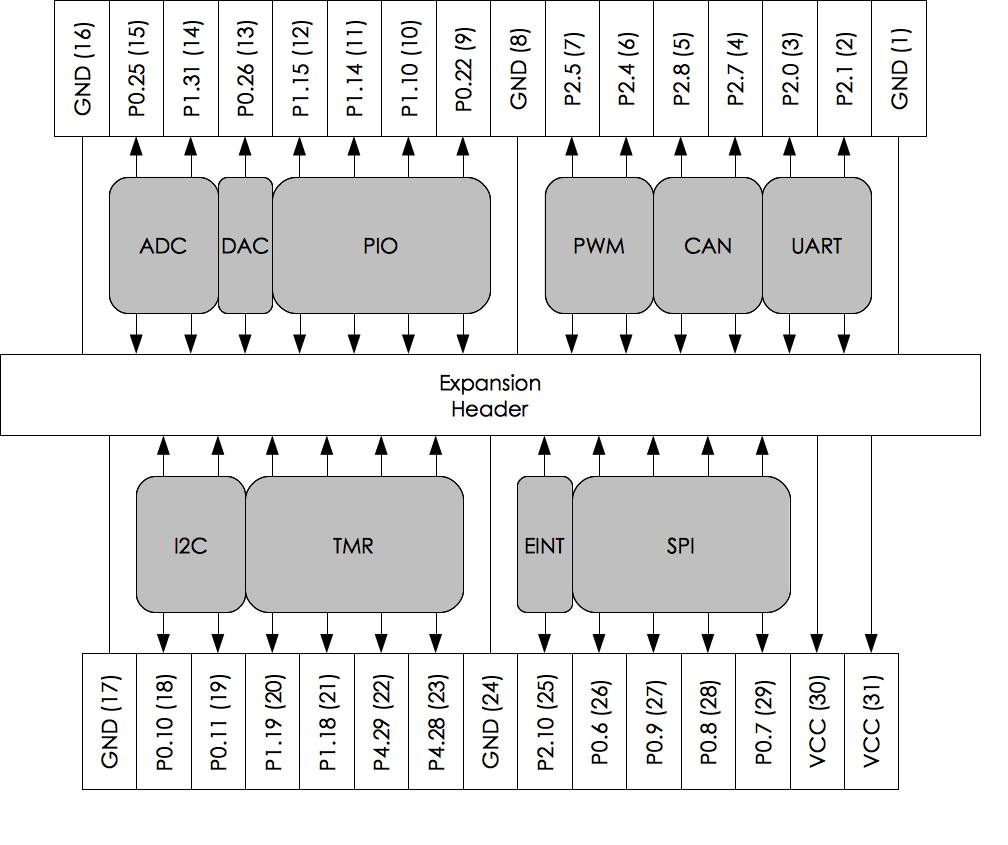 GND (16)
P0.25 (15)
P1.31 (14)
P0.26 (13)
P1.15 (12)
P1.14 (11)
P1.10 (10)
P0.22 (9)
GND (8)
P2.5 (7)
P2.4 (6)
P2.8 (5)
P2.7 (4)
P2.0 (3)
P2.1 (2)
GND (1)
ADC
DAC
PIO
PWM
CAN
UART
Expansion
Header
I2C
TMR
EINT
SPI
GND (17)
P0.10 (18)
P0.11 (19)
P1.19 (20)
P1.18 (21)
P4.29 (22)
P4.28 (23)
GND (24)
P2.10 (25)
P0.6 (26)
P0.9 (27)
P0.8 (28)
P0.7 (29)
VCC (30)
VCC (31)